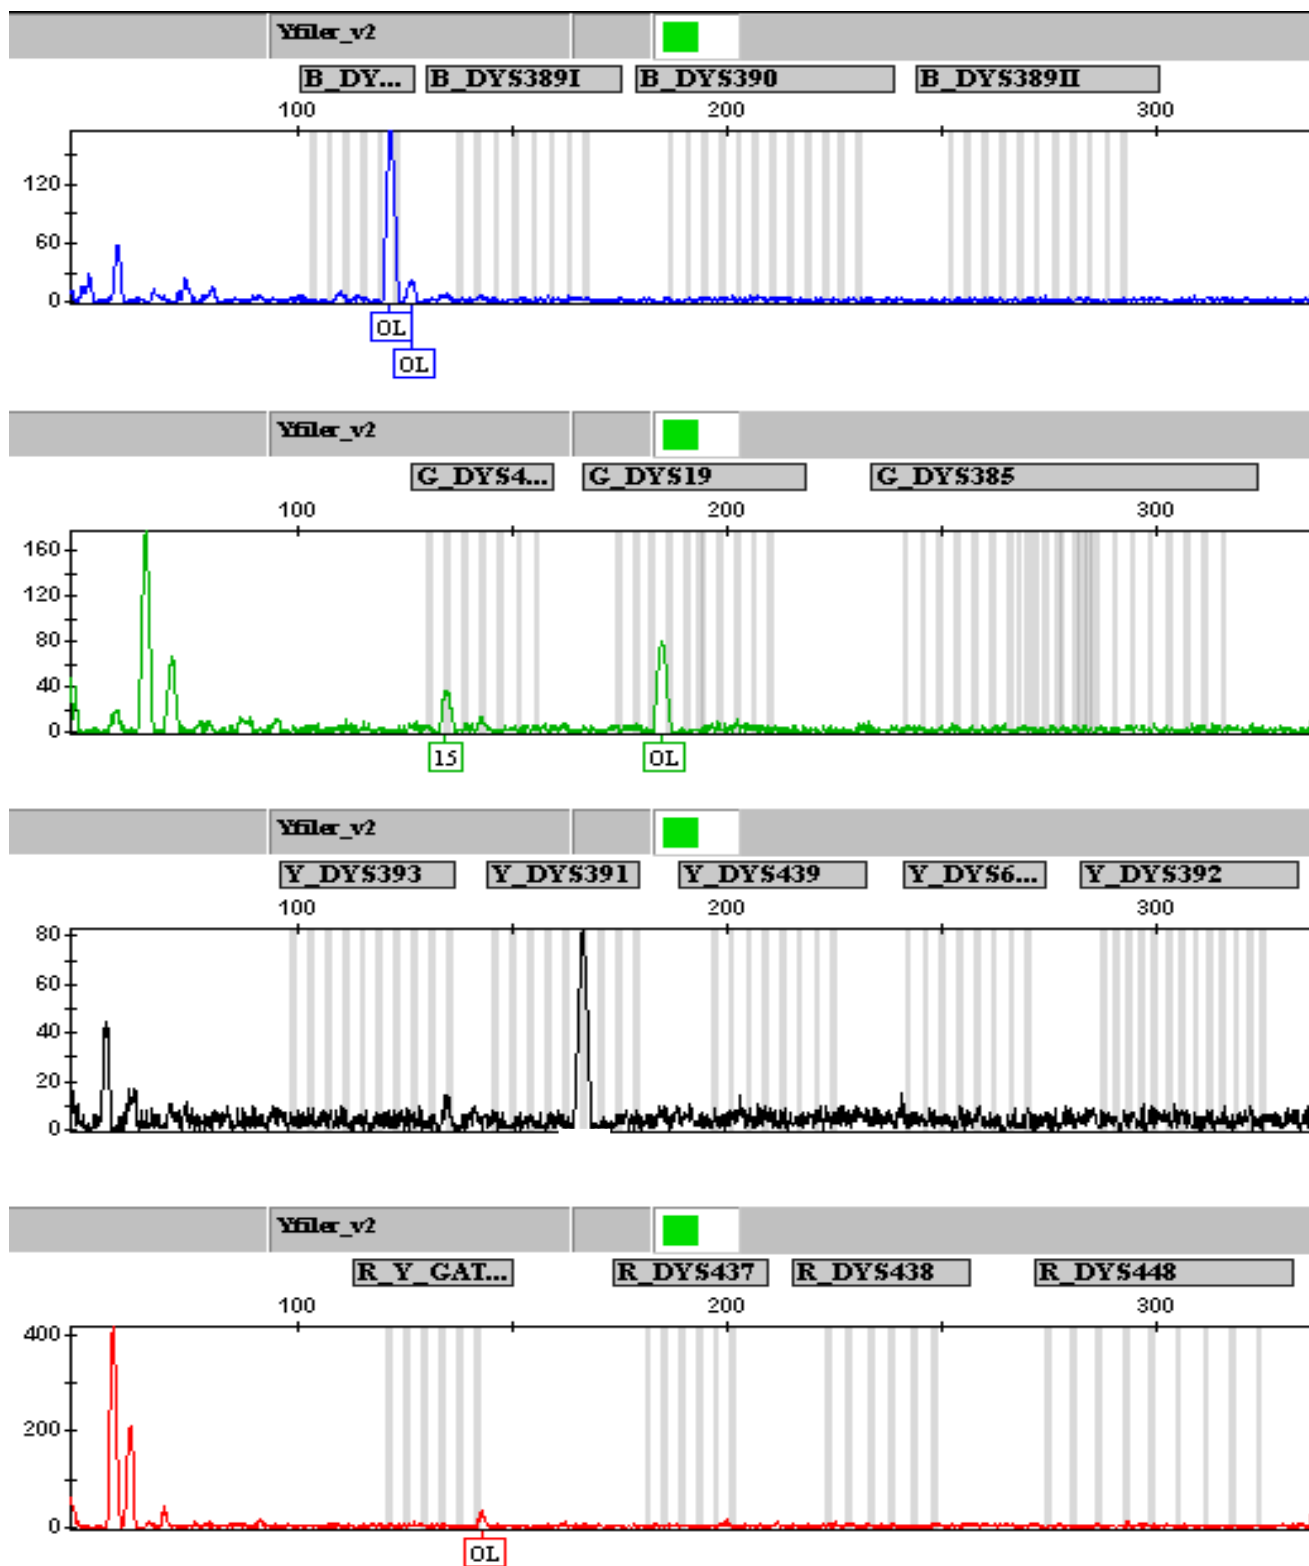 Yfiler_v2
B_DY... B_DYS389I B_DYS390 B_DYS389II
100 200 300
120
60
0
OL
OL
Yfiler_v2
G_DYS4... G_DYS19 G_DYS385
100 200 300
160
120
80
40
0
15 OL
Yfiler_v2
Y_DYS393 Y_DYS391 Y_DYS439 Y_DYS6... Y_DYS392
100 200 300
80
60
40
20
0
Yfiler_v2
R_Y_GAT... R_DYS437 R_DYS438 R_DYS448
100 200 300
400
200
0
OL